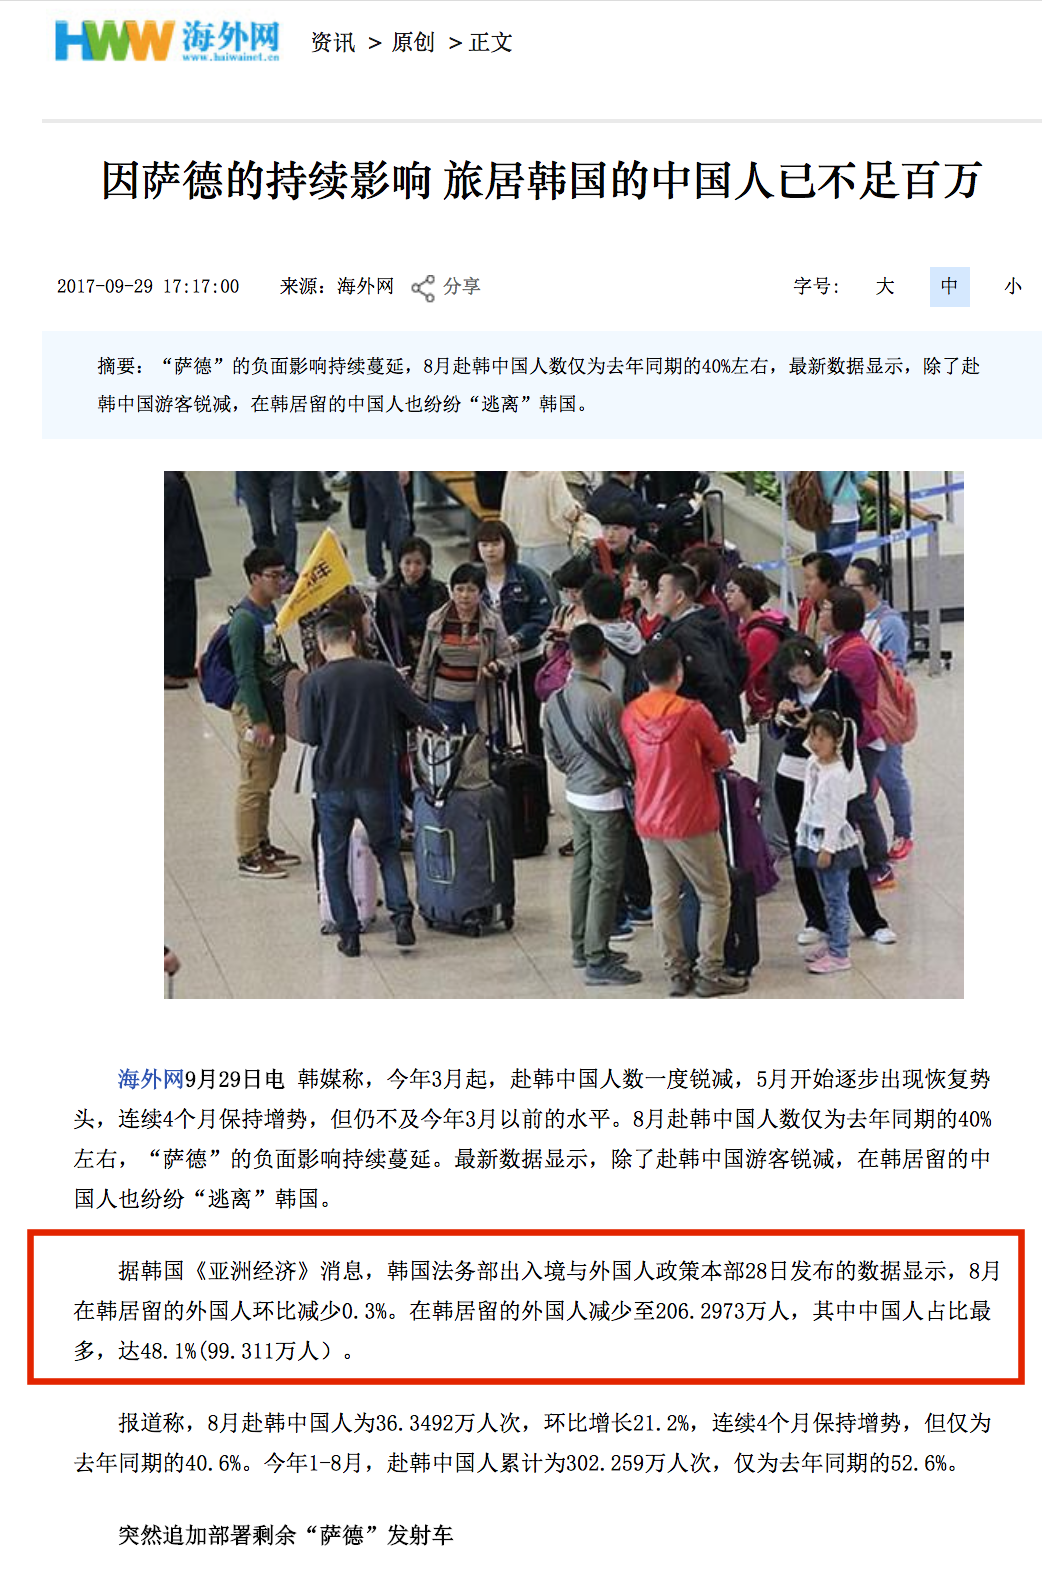 HWW 海外网 资讯 > 原创 > 正文
www.haiwainet.cn
因萨德的持续影响 旅居韩国的中国人已不足百万
2017-09-29 17:17:00 来源：海外网 分享 字号： 大 中 小
摘要：“萨德”的负面影响持续蔓延，8月赴韩中国人数仅为去年同期的40%左右，最新数据显示，除了赴
韩中国游客锐减，在韩居留的中国人也纷纷“逃离”韩国。
海外网9月29日电 韩媒称，今年3月起，赴韩中国人数一度锐减，5月开始逐步出现恢复势
头，连续4个月保持增势，但仍不及今年3月以前的水平。8月赴韩中国人数仅为去年同期的40%
左右，“萨德”的负面影响持续蔓延。最新数据显示，除了赴韩中国游客锐减，在韩居留的中
国人也纷纷“逃离”韩国。
据韩国《亚洲经济》消息，韩国法务部出入境与外国人政策本部28日发布的数据显示，8月
在韩居留的外国人环比减少0.3%。在韩居留的外国人减少至206.2973万人，其中中国人占比最
多，达48.1%(99.311万人）。
报道称，8月赴韩中国人为36.3492万人次，环比增长21.2%，连续4个月保持增势，但仅为
去年同期的40.6%。今年1-8月，赴韩中国人累计为302.259万人次，仅为去年同期的52.6%。
突然追加部署剩余“萨德”发射车